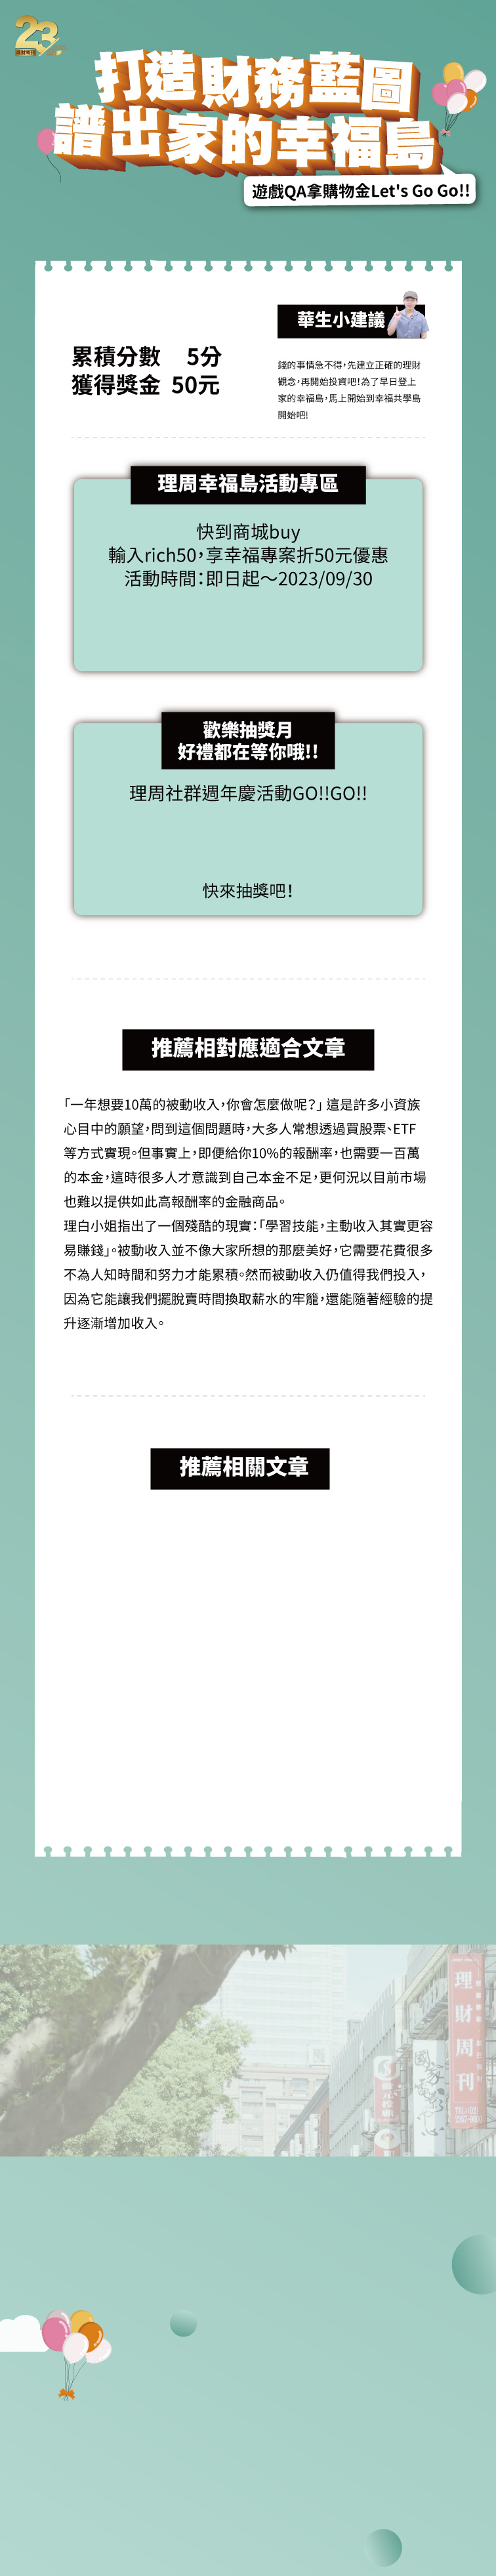 23
理財周刊
打造財務藍圖
譜出家的幸福島
遊戲QA拿購物金Let's Go Go!!
累積分數 5分
獲得獎金 50元
華生小建議
錢的事情急不得，先建立正確的理財
觀念，再開始投資吧！為了早日登上
家的幸福島，馬上開始到幸福共學島
開始吧!
理周幸福島活動專區
快到商城buy
輸入rich50，享幸福專案折50元優惠
活動時間：即日起～2023/09/30
歡樂抽獎月
好禮都在等你哦!!
理周社群週年慶活動GO!!GO!!
快來抽獎吧！
推薦相對應適合文章
「一年想要10萬的被動收入，你會怎麼做呢？」 這是許多小資族
心目中的願望，問到這個問題時，大多人常想透過買股票、ETF
等方式實現。但事實上，即便給你10%的報酬率，也需要一百萬
的本金，這時很多人才意識到自己本金不足，更何況以目前市場
也難以提供如此高報酬率的金融商品。
理白小姐指出了一個殘酷的現實：「學習技能，主動收入其實更容
易賺錢」。被動收入並不像大家所想的那麼美好，它需要花費很多
不為人知時間和努力才能累積。然而被動收入仍值得我們投入，
因為它能讓我們擺脫賣時間換取薪水的牢籠，還能隨著經驗的提
升逐漸增加收入。
推薦相關文章
理財周刊